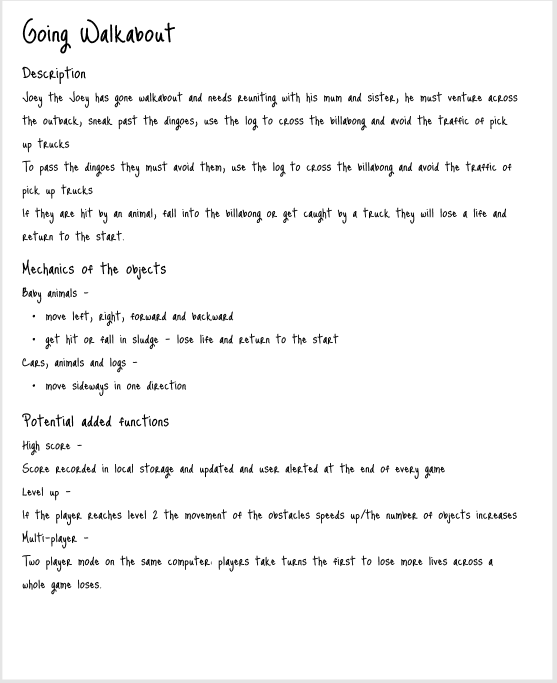 Going Walkabout
Description
Joey the Joey has gone walkabout and needs reuniting with his mum and sister, he must venture across
the outback, sneak past the dingoes, use the log to cross the billabong and avoid the traffic of pick
up trucks
To pass the dingoes they must avoid them, use the log to cross the billabong and avoid the traffic of
pick up trucks
If they are hit by an animal, fall into the billabong or get caught by a truck they will lose a life and
return to the start.
Mechanics of the objects
Baby animals -
• move left, right, forward and backward
• get hit or fall in sludge - lose life and return to the start
Cars, animals and logs -
• move sideways in one direction
Potential added functions
High score -
Score recorded in local storage and updated and user alerted at the end of every game
Level up -
If the player reaches level 2 the movement of the obstacles speeds up/the number of objects increases
Multi-player -
Two player mode on the same computer: players take turns the first to lose more lives across a
whole game loses.